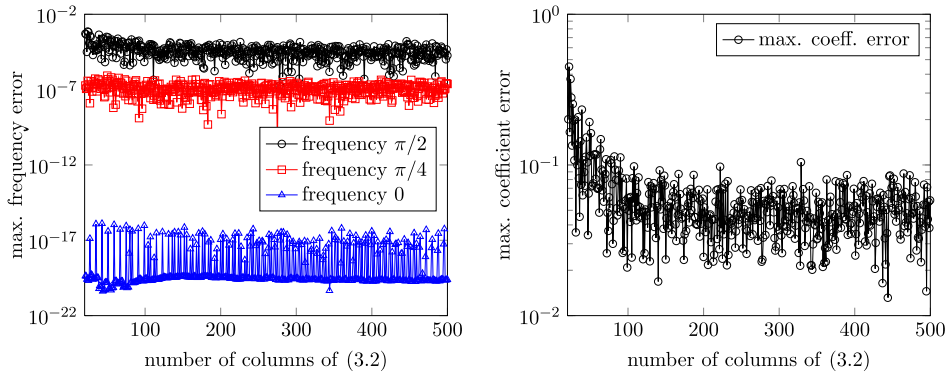 10−2
10−7
10−12
10−17
10−22
max. frequency error
100
200
300
400
500
number of columns of (3.2)
frequency π/2
frequency π/4
frequency 0
100
10−1
10−2
max. coefficient error
100
200
300
400
500
number of columns of (3.2)
max. coeff. error